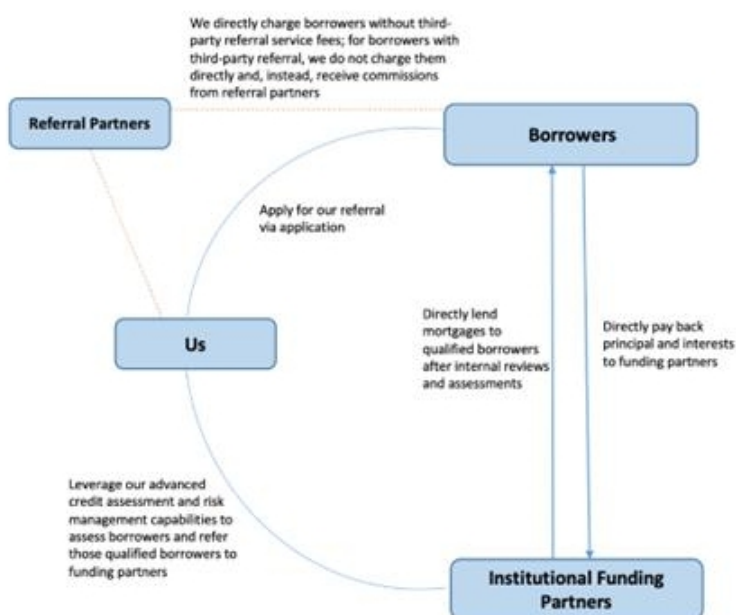 We directly charge borrowers without third-
party referral service fees; for borrowers with
third-party referral, we do not charge them
directly and, instead, receive commissions
from referral partners
Referral Partners
Borrowers
Apply for our referral
via application
Us
Directly lend
mortgages to
qualified borrowers
after internal reviews
and assessments
Directly pay back
principal and interests
to funding partners
Leverage our advanced
credit assessment and risk
management capabilities to
assess borrowers and refer
those qualified borrowers to
funding partners
Institutional Funding
Partners